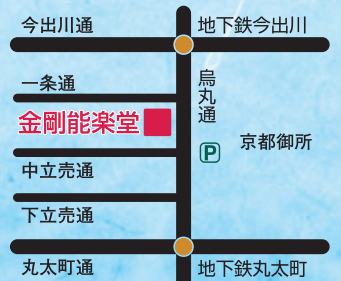 今出川通
地下鉄今出川
一条通
烏丸通
金剛能楽堂
京都御所
P
中立売通
下立売通
丸太町通
地下鉄丸太町